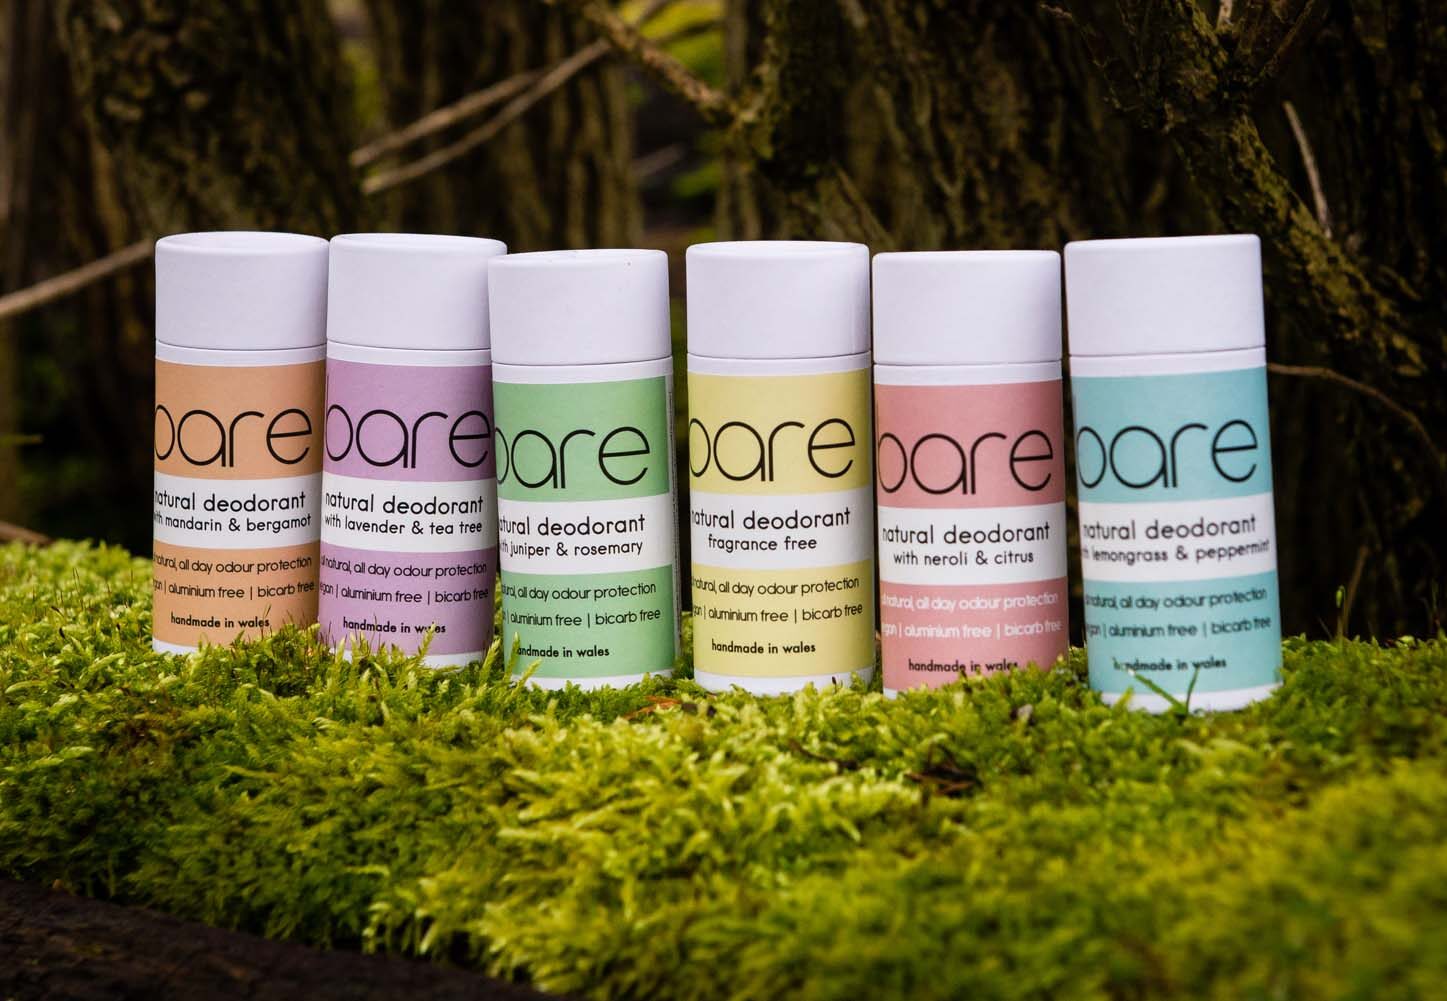 bare
natural deodorant
with mandarin & bergamot
all natural, all day odour protection
vegan | aluminium free | bicarb free
handmade in wales
bare
natural deodorant
with lavender & tea tree
all natural, all day odour protection
vegan | aluminium free | bicarb free
handmade in wales
bare
natural deodorant
with juniper & rosemary
natural, all day odour protection
| aluminium free | bicarb free
handmade in wales
bare
natural deodorant
fragrance free
all natural, all day odour protection
vegan | aluminium free | bicarb free
handmade in wales
bare
natural deodorant
with neroli & citrus
all natural, all day odour protection
vegan | aluminium free | bicarb free
handmade in wales
bare
natural deodorant
with lemongrass & peppermint
all natural, all day odour protection
vegan | aluminium free | bicarb free
handmade in wales